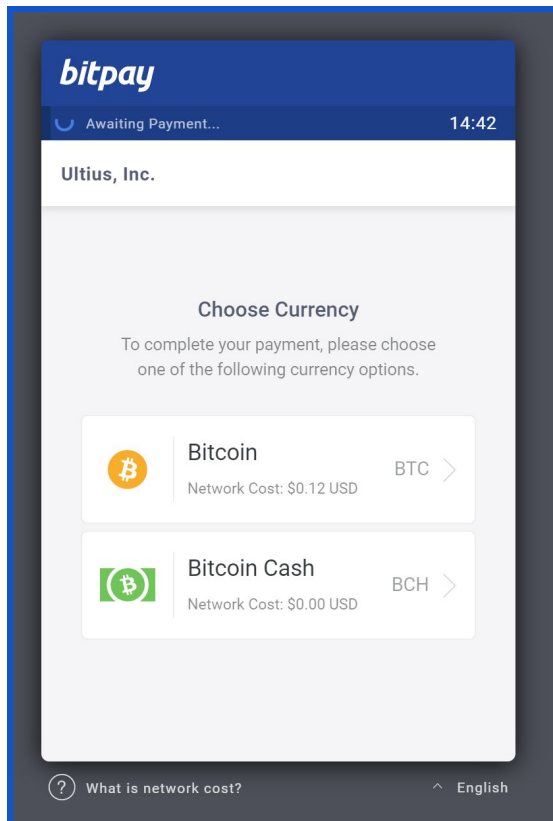 bitpay
Awaiting Payment... 14:42
Ultius, Inc.
Choose Currency
To complete your payment, please choose
one of the following currency options.
Bitcoin
BTC
Network Cost: $0.12 USD
Bitcoin Cash
BCH
Network Cost: $0.00 USD
? What is network cost? English